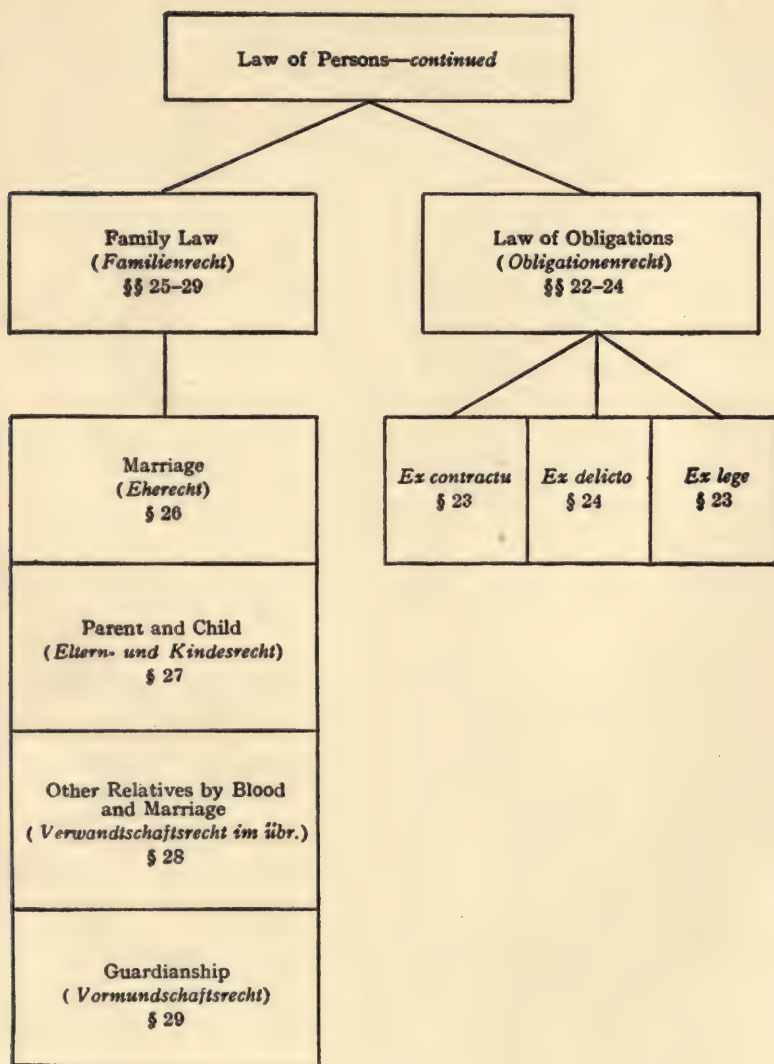 Law of Persons—continued
Family Law
(Familienrecht)
§§ 25–29
Law of Obligations
(Obligationenrecht)
§§ 22–24
Marriage
(Eherecht)
§ 26
Parent and Child
(Eltern- und Kindesrecht)
§ 27
Other Relatives by Blood
and Marriage
(Verwandtschaftsrecht im übr.)
§ 28
Guardianship
(Vormundschaftsrecht)
§ 29
Ex contractu
§ 23
Ex delicto
§ 24
Ex lege
§ 23